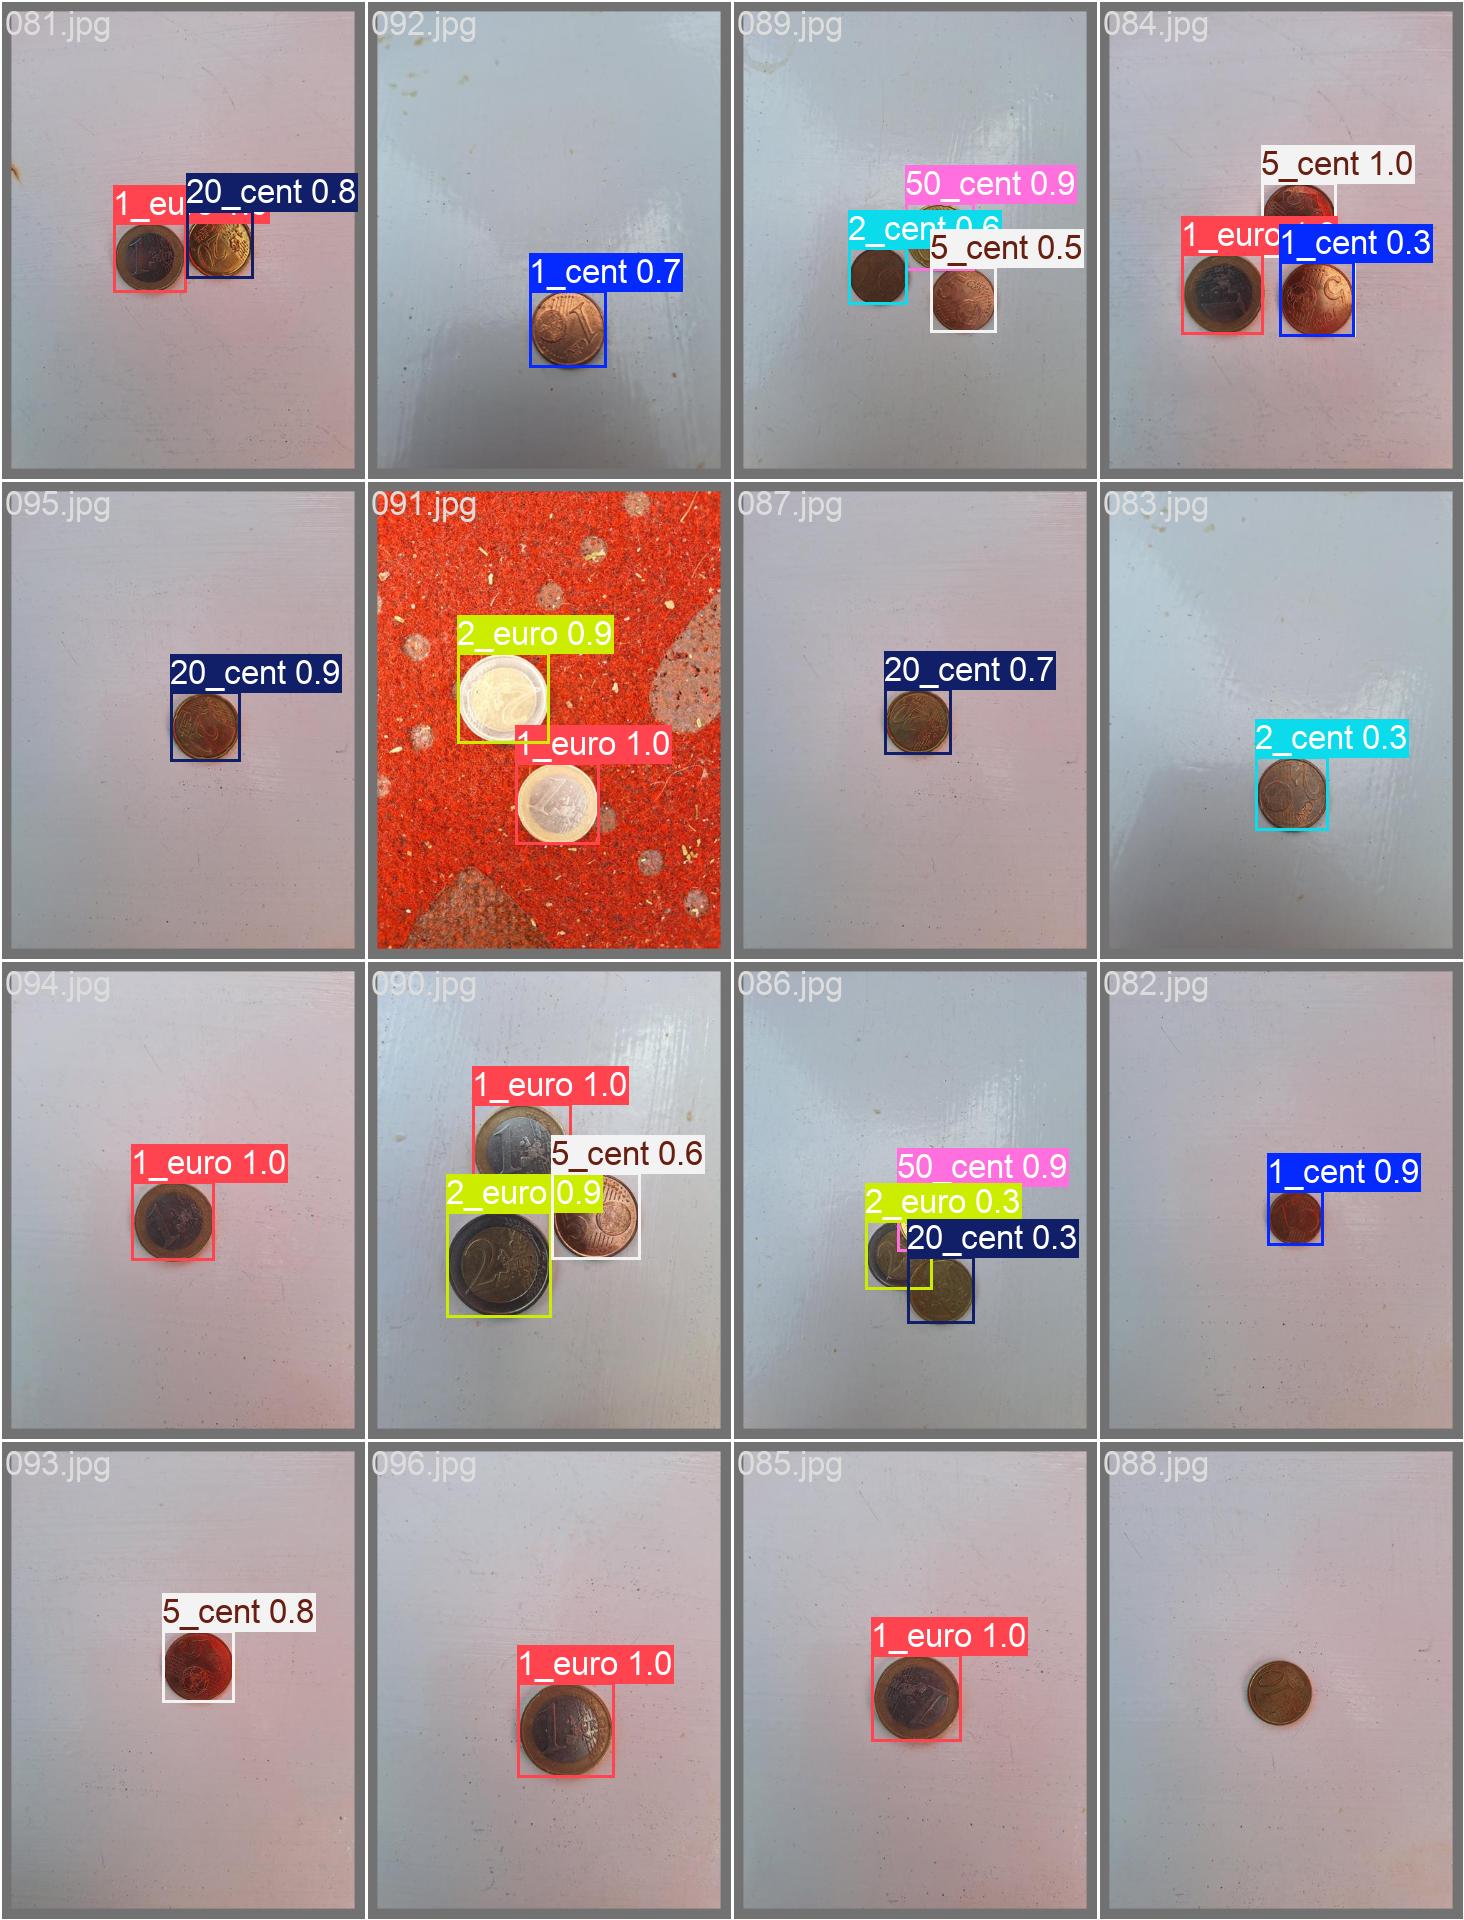 081.jpg
1_eu
20_cent 0.8
092.jpg
1_cent 0.7
089.jpg
50_cent 0.9
2_cent 0.6
5_cent 0.5
084.jpg
5_cent 1.0
1_euro
1_cent 0.3
095.jpg
20_cent 0.9
091.jpg
2_euro 0.9
1_euro 1.0
087.jpg
20_cent 0.7
083.jpg
2_cent 0.3
094.jpg
1_euro 1.0
090.jpg
1_euro 1.0
5_cent 0.6
2_euro 0.9
086.jpg
50_cent 0.9
2_euro 0.3
20_cent 0.3
082.jpg
1_cent 0.9
093.jpg
5_cent 0.8
096.jpg
1_euro 1.0
085.jpg
1_euro 1.0
088.jpg